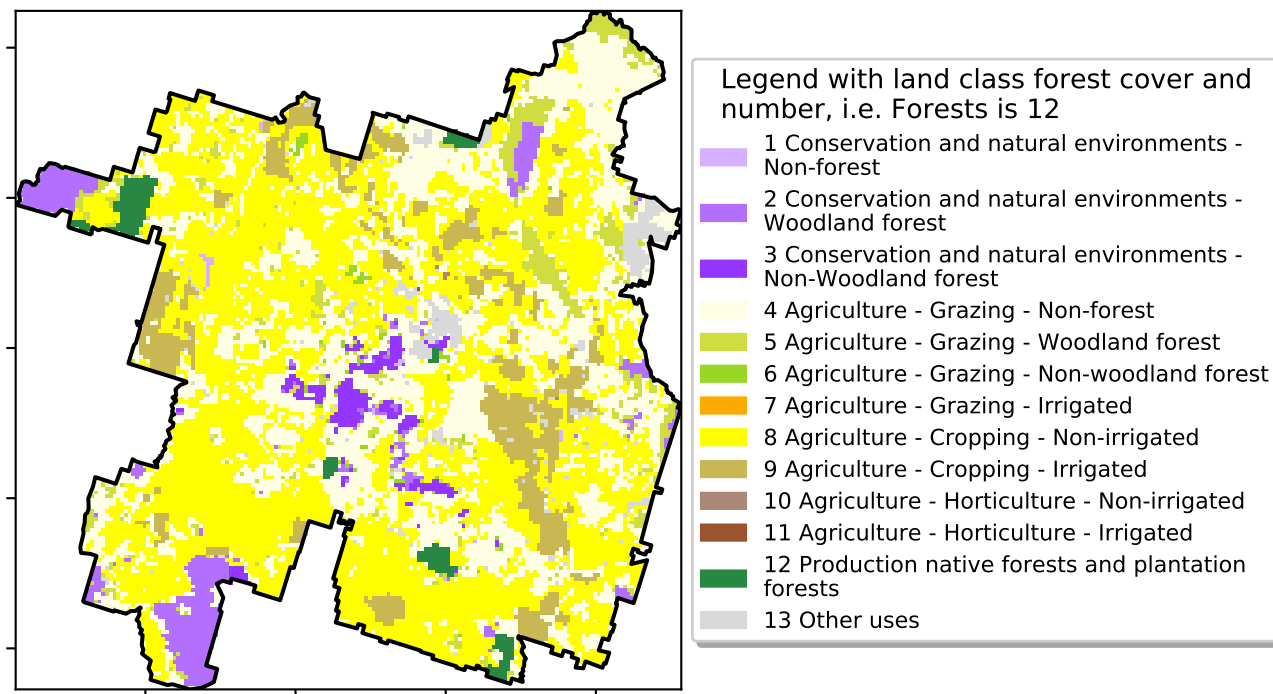 Legend with land class forest cover and
number, i.e. Forests is 12
1 Conservation and natural environments -
Non-forest
2 Conservation and natural environments -
Woodland forest
3 Conservation and natural environments -
Non-Woodland forest
4 Agriculture - Grazing - Non-forest
5 Agriculture - Grazing - Woodland forest
6 Agriculture - Grazing - Non-woodland forest
7 Agriculture - Grazing - Irrigated
8 Agriculture - Cropping - Non-irrigated
9 Agriculture - Cropping - Irrigated
10 Agriculture - Horticulture - Non-irrigated
11 Agriculture - Horticulture - Irrigated
12 Production native forests and plantation
forests
13 Other uses